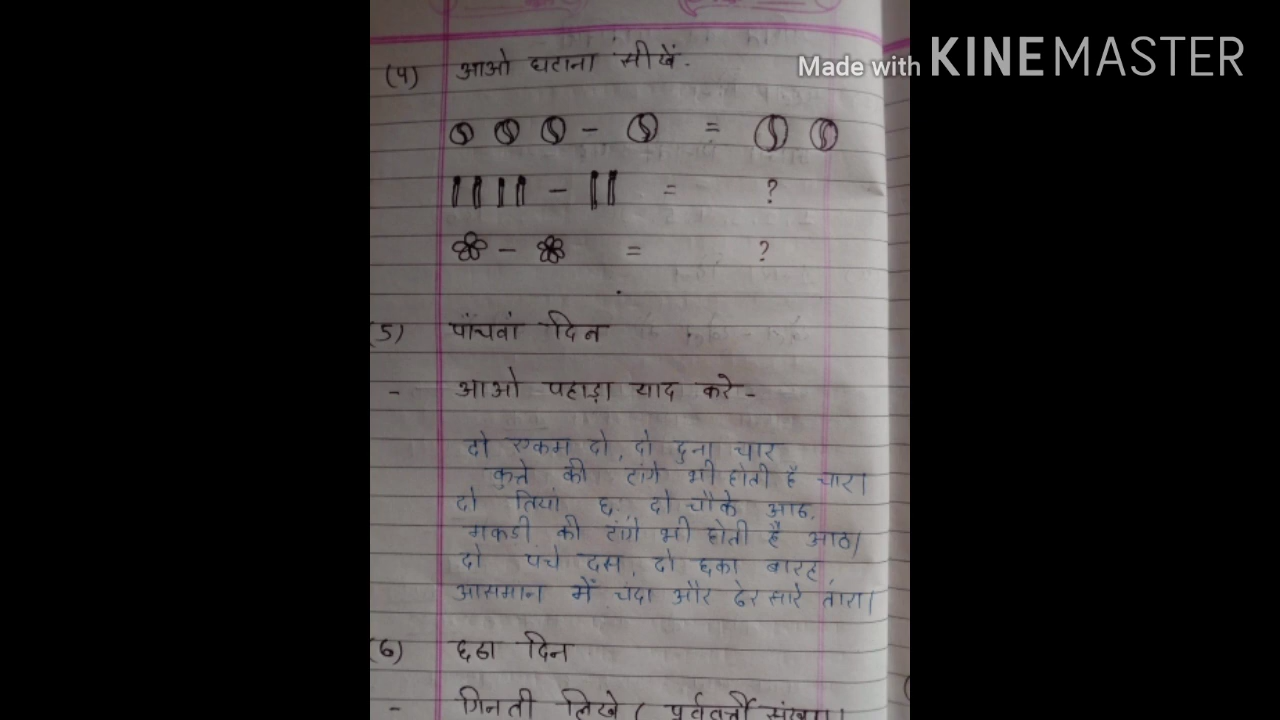 Made with KINEMASTER
(४) आओ घटाना सीखें.
- =
- = ?
- = ?
5) पांचवां दिन
- आओ पहाड़ा याद करे -
दो एकम दो, दो दुना चार
कुत्ते की टांगे भी होती है चार।
दो तियां छः, दो चौके आठ,
मकडी की टांगे भी होती है आठ।
दो पंचे दस, दो छका बारह
आसमान में चंदा और ढेर सारे तारा।
(6) छठा दिन
- गिनती लिखे ( पूर्ववर्ती संख्या।